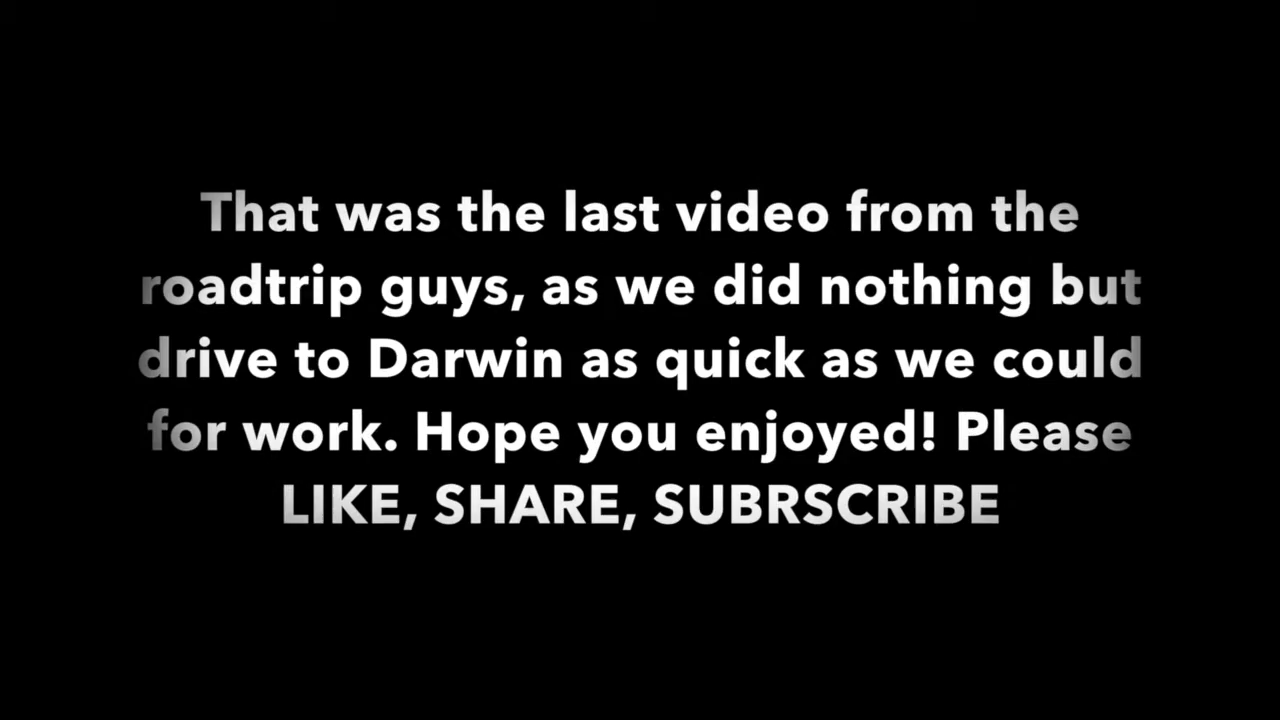 That was the last video from the
roadtrip guys, as we did nothing but
drive to Darwin as quick as we could
for work. Hope you enjoyed! Please
LIKE, SHARE, SUBRSCRIBE